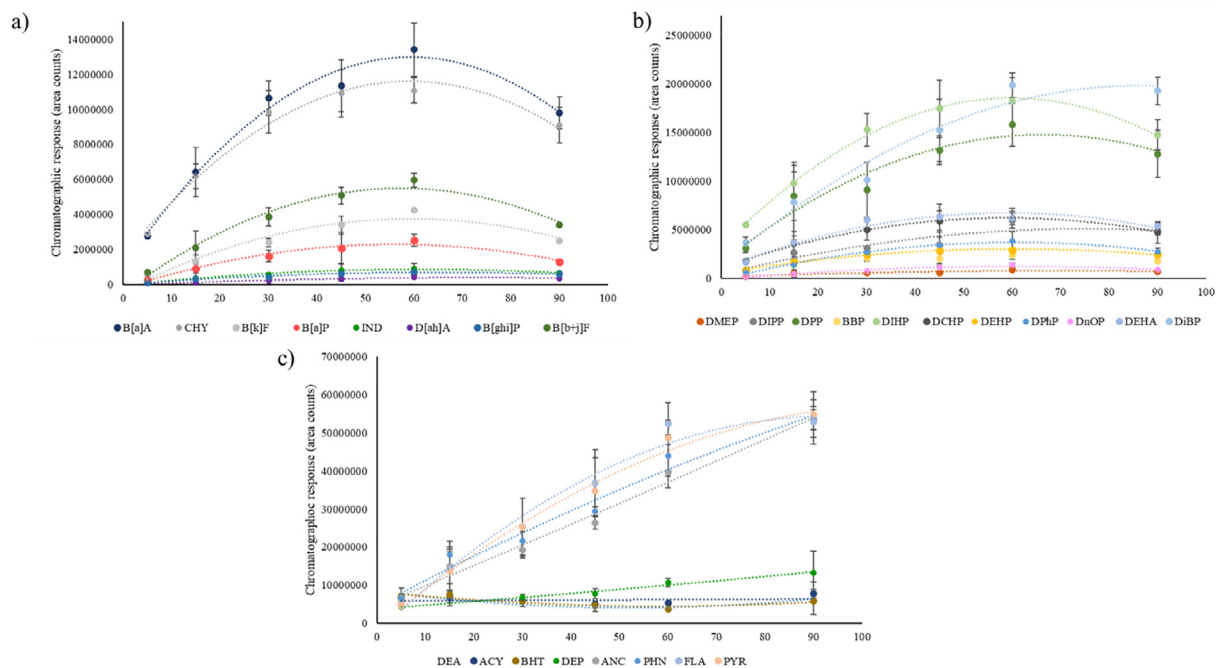 a)
Chromatographic response (area counts)
14000000
12000000
10000000
8000000
6000000
4000000
2000000
0
0 10 20 30 40 50 60 70 80 90 100
B[a]A CHY B[k]F B[a]P IND D[ah]A B[ghi]P B[b+j]F
b)
Chromatographic response (area counts)
25000000
20000000
15000000
10000000
5000000
0
0 10 20 30 40 50 60 70 80 90 100
DMEP DIPP DPP BBP DIHP DCHP DEHP DPhP DnOP DEHA DiBP
c)
Chromatographoc response (area counts)
70000000
60000000
50000000
40000000
30000000
20000000
10000000
0
0 10 20 30 40 50 60 70 80 90 100
DEA ACY BHT DEP ANC PHN FLA PYR